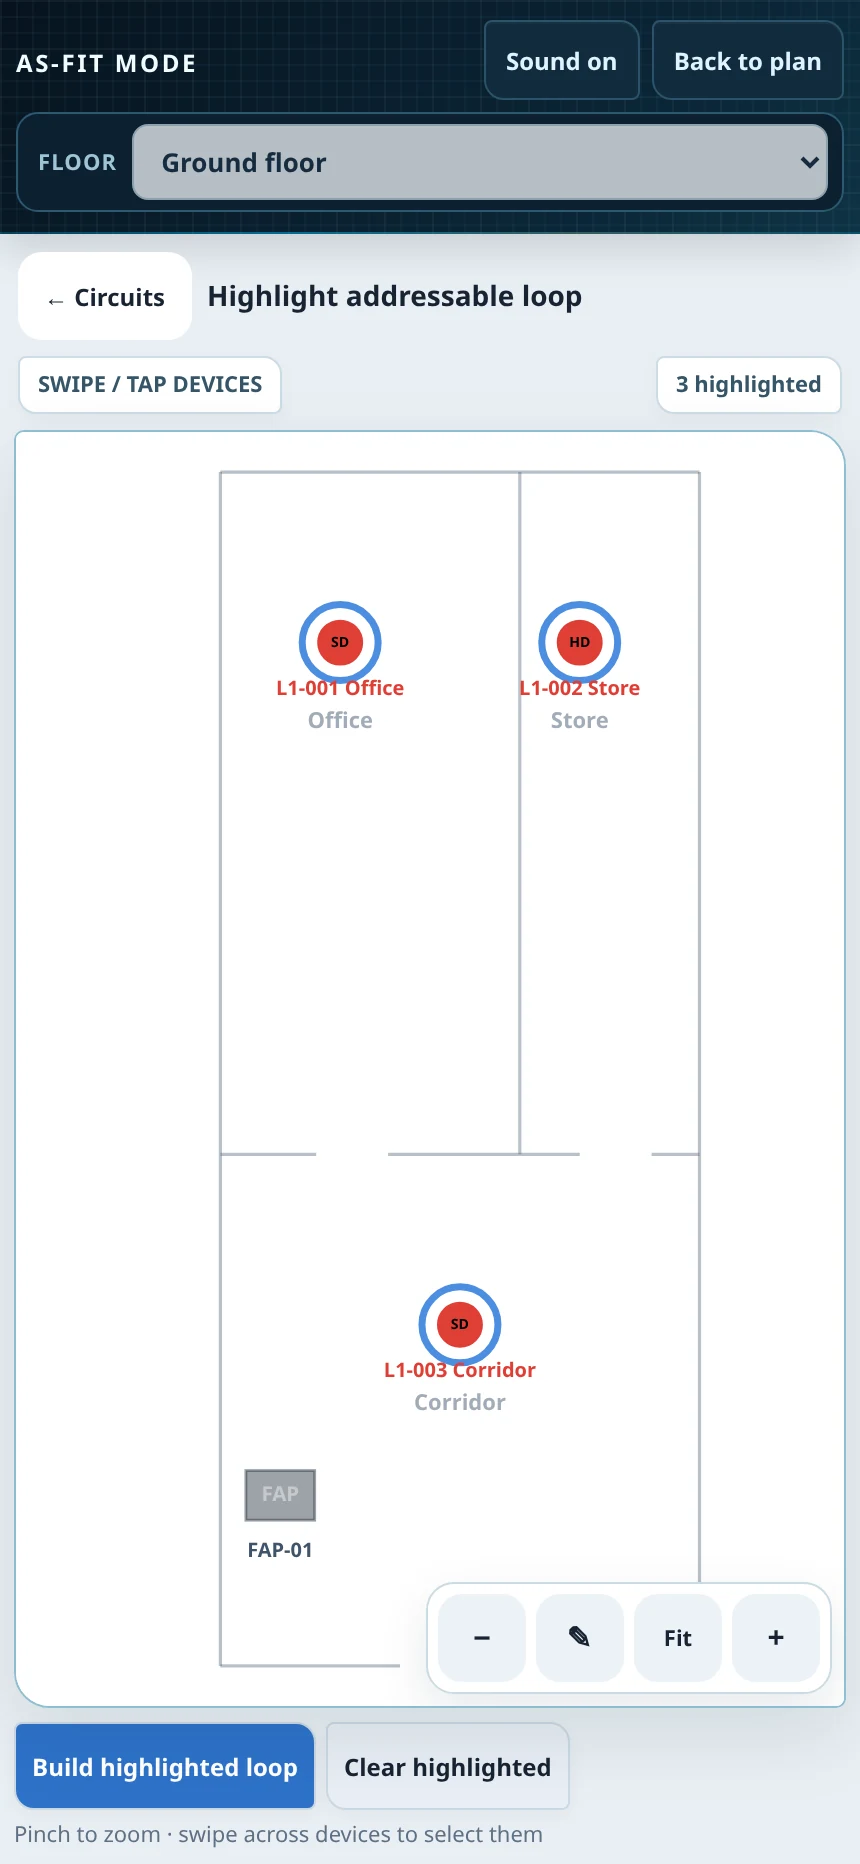 AS-FIT MODE
Sound on
Back to plan
FLOOR
Ground floor
← Circuits
Highlight addressable loop
SWIPE / TAP DEVICES
3 highlighted
SD
HD
L1-001 Office
L1-002 Store
Office
Store
SD
L1-003 Corridor
Corridor
FAP
FAP-01
−
✎
Fit
+
Build highlighted loop
Clear highlighted
Pinch to zoom · swipe across devices to select them